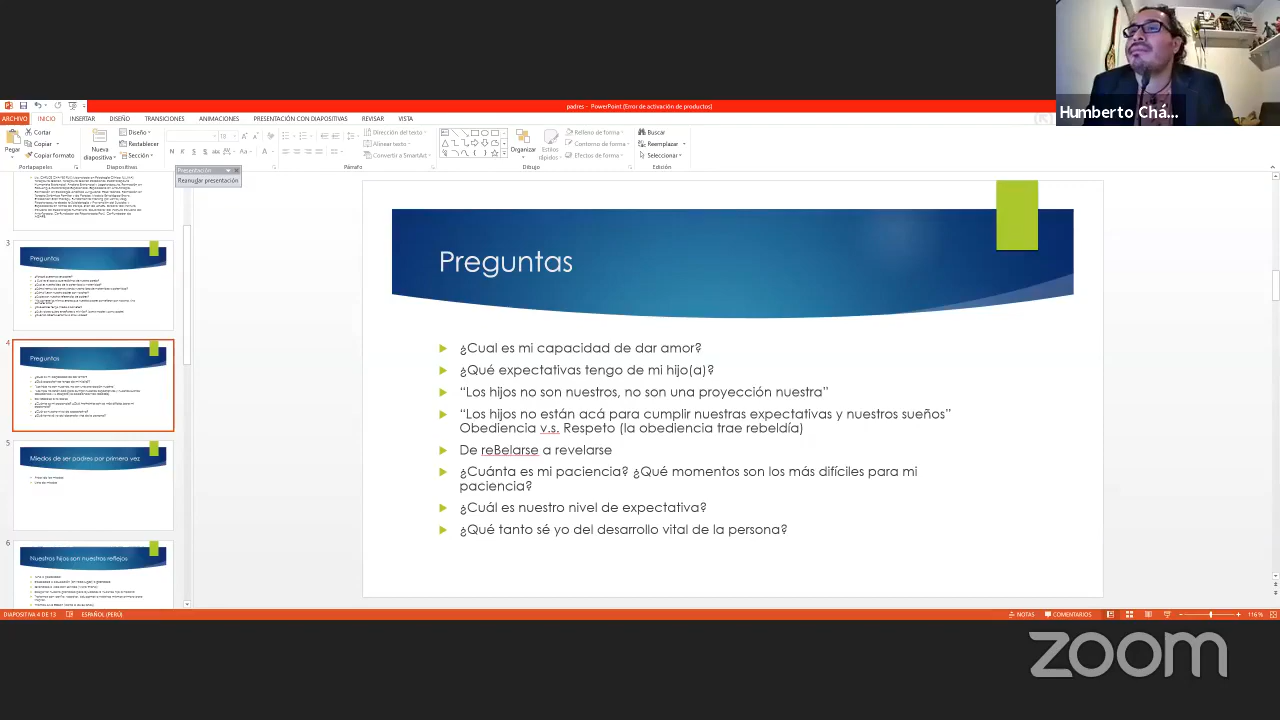 Humberto Chá...
padres - PowerPoint (Error de activación de productos)
ARCHIVO INICIO INSERTAR DISEÑO TRANSICIONES ANIMACIONES PRESENTACIÓN CON DIAPOSITIVAS REVISAR VISTA
Pegar
Cortar
Copiar
Copiar formato
Portapapeles
Nueva
diapositiva
Diseño
Restablecer
Sección
Diapositivas
Párrafo
Dirección del texto
Alinear texto
Convertir a SmartArt
Organizar
Estilos
rápidos
Relleno de forma
Contorno de forma
Efectos de forma
Dibujo
Buscar
Reemplazar
Seleccionar
Edición
Presentación
Reanudar presentación
3
Preguntas
4
Preguntas
5
Miedos de ser padres por primera vez
6
Nuestros hijos son nuestros reflejos
Preguntas
¿Cual es mi capacidad de dar amor?
¿Qué expectativas tengo de mi hijo(a)?
“Los hijos no son nuestros, no son una proyección nuestra”
“Los hijos no están acá para cumplir nuestras expectativas y nuestros sueños”
Obediencia v.s. Respeto (la obediencia trae rebeldía)
De reBelarse a revelarse
¿Cuánta es mi paciencia? ¿Qué momentos son los más difíciles para mi
paciencia?
¿Cuál es nuestro nivel de expectativa?
¿Qué tanto sé yo del desarrollo vital de la persona?
DIAPOSITIVA 4 DE 13 ESPAÑOL (PERÚ)
NOTAS COMENTARIOS 116%
zoom